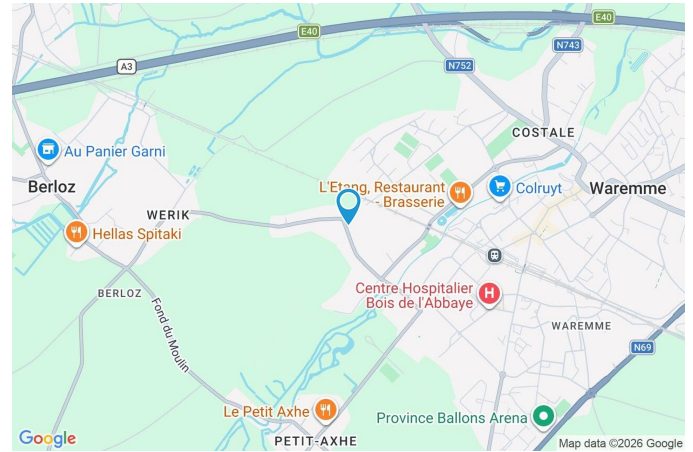 E40
E40
N743
A3
N752
COSTALE
Au Panier Garni
Berloz
L'Etang, Restaurant
- Brasserie
Colruyt
Waremme
WERIK
Hellas Spitaki
Centre Hospitalier
Bois de l'Abbaye
BERLOZ
Fond du Moulin
WAREMME
N69
Le Petit Axhe
Province Ballons Arena
PETIT-AXHE
Google
Map data ©2026 Google